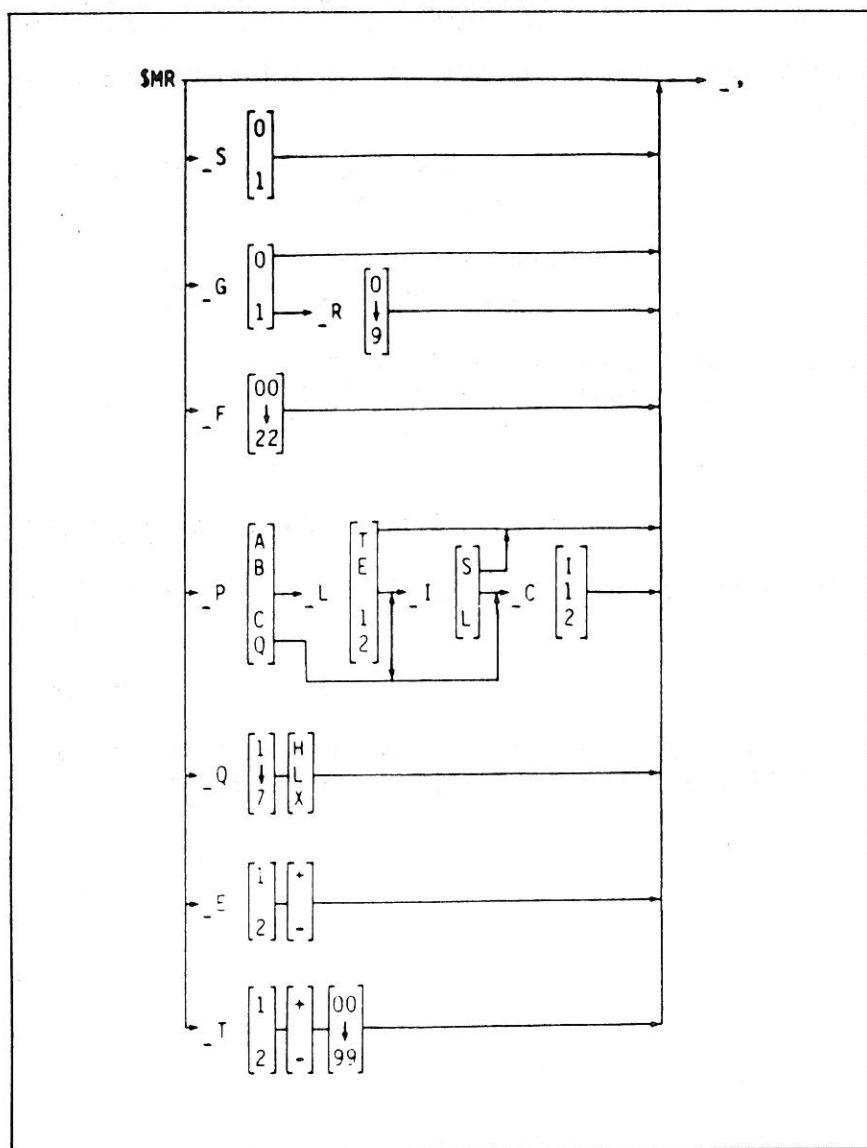 $MR _ ,
_S 0 1
_G 0 1 _R 0 9
_F 00 22
_P A B C Q _L T E 1 2 _I S L _C I 1 2
_Q 1 7 H L X
_E 1 2 + -
_T 1 2 + - 00 99